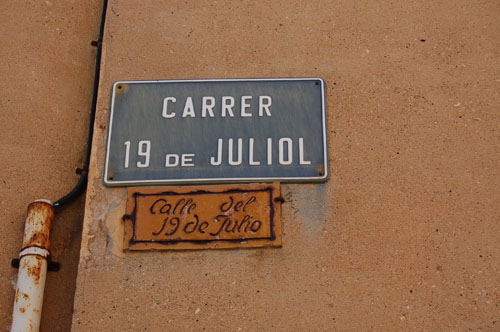 CARRER
19 DE JULIOL
Calle del
19 de Julio